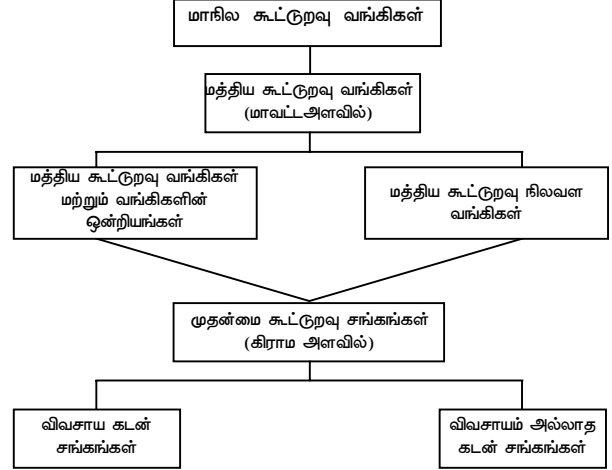 மாநில கூட்டுறவு வங்கிகள்
மத்திய கூட்டுறவு வங்கிகள்
(மாவட்டஅளவில்)
மத்திய கூட்டுறவு வங்கிகள்
மற்றும் வங்கிகளின்
ஒன்றியங்கள்
மத்திய கூட்டுறவு நிலவள
வங்கிகள்
முதன்மை கூட்டுறவு சங்கங்கள்
(கிராம அளவில்)
விவசாய கடன்
சங்கங்கள்
விவசாயம் அல்லாத
கடன் சங்கங்கள்